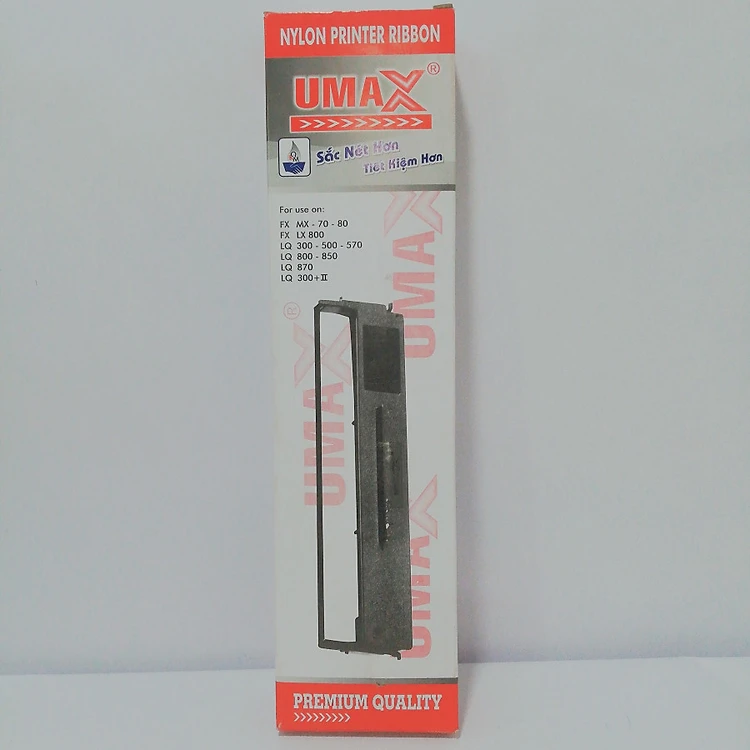 NYLON PRINTER RIBBON
UMAX®
Sắc Nét Hơn
Tiết Kiệm Hơn
For use on:
FX MX - 70 - 80
FX LX 800
LQ 300 - 500 - 570
LQ 800 - 850
LQ 870
LQ 300+II
UMAX
UMAX®
UMAX
PREMIUM QUALITY